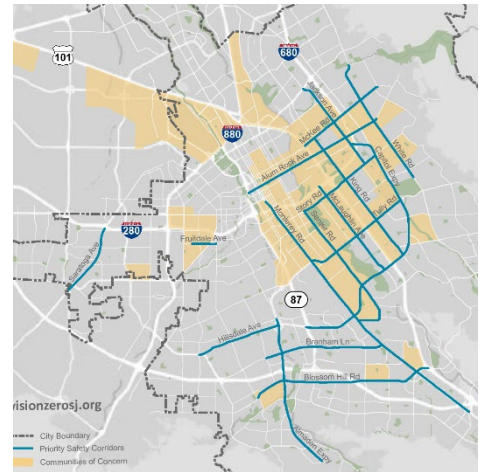 101
680
Jackson Ave
McKee Rd
880
White Rd
Capitol Expy
Alum Rock Ave
King Rd
Story Rd
McLaughlin Ave
Senter Rd
Tully Rd
Monterey Rd
280
Fruitdale Ave
Saratoga Ave
87
Hillsdale Ave
Branham Ln
Blossom Hill Rd
Almaden Expy
visionzerosj.org
City Boundary
Priority Safety Corridors
Communities of Concern